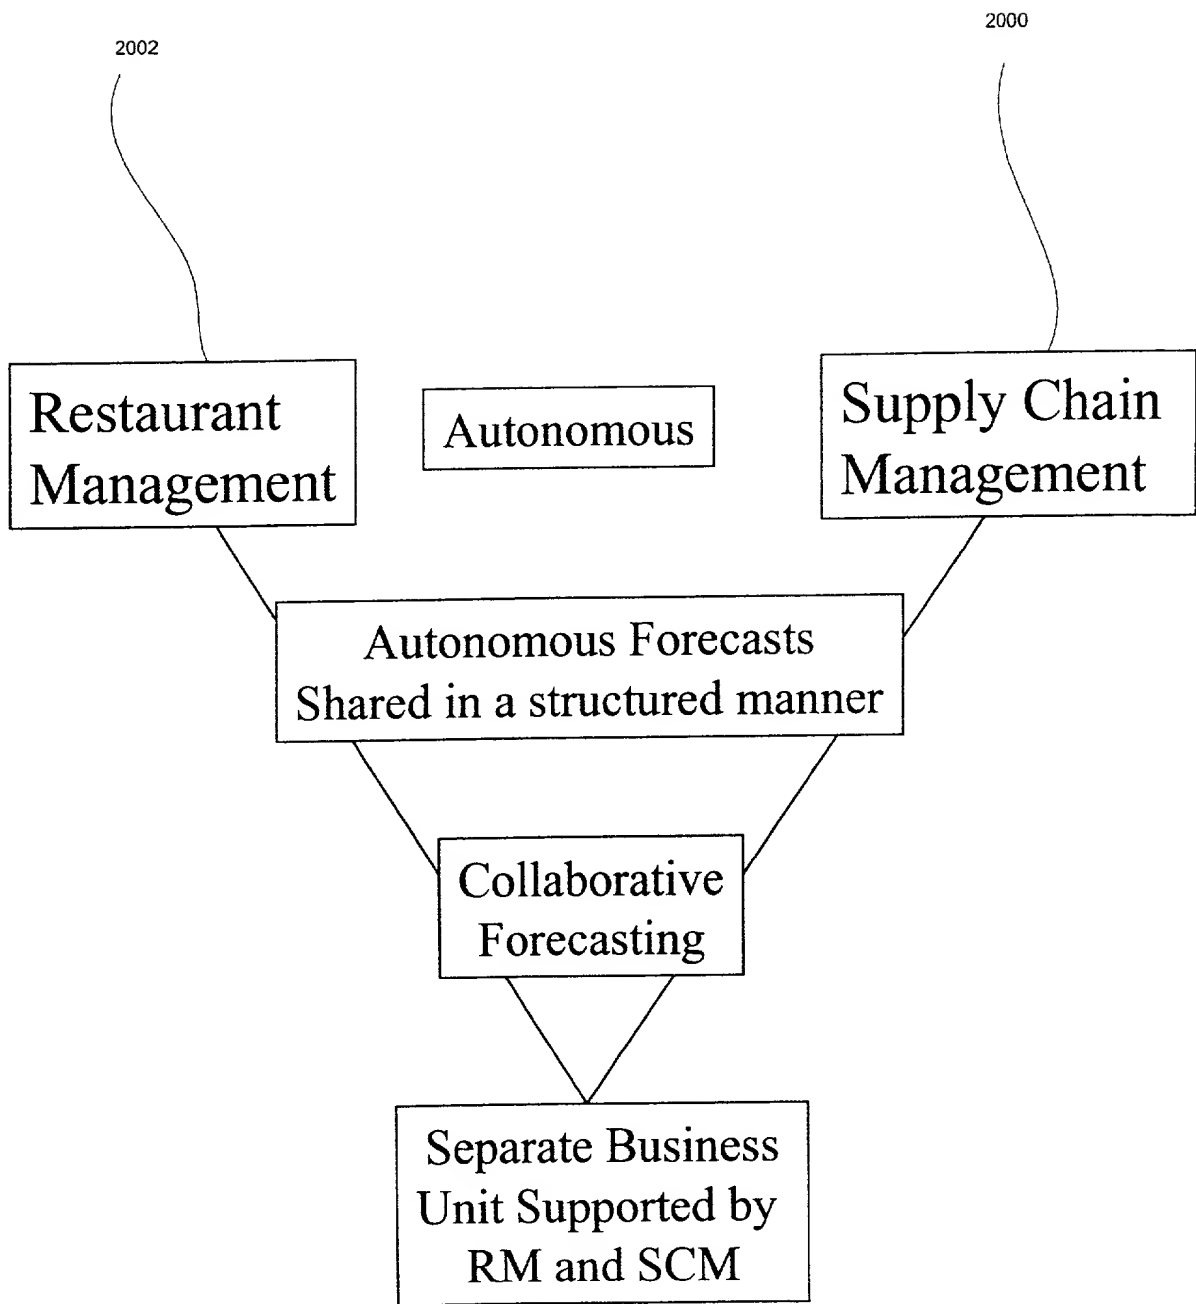 2002
2000
Restaurant
Management
Autonomous
Supply Chain
Management
Autonomous Forecasts
Shared in a structured manner
Collaborative
Forecasting
Separate Business
Unit Supported by
RM and SCM